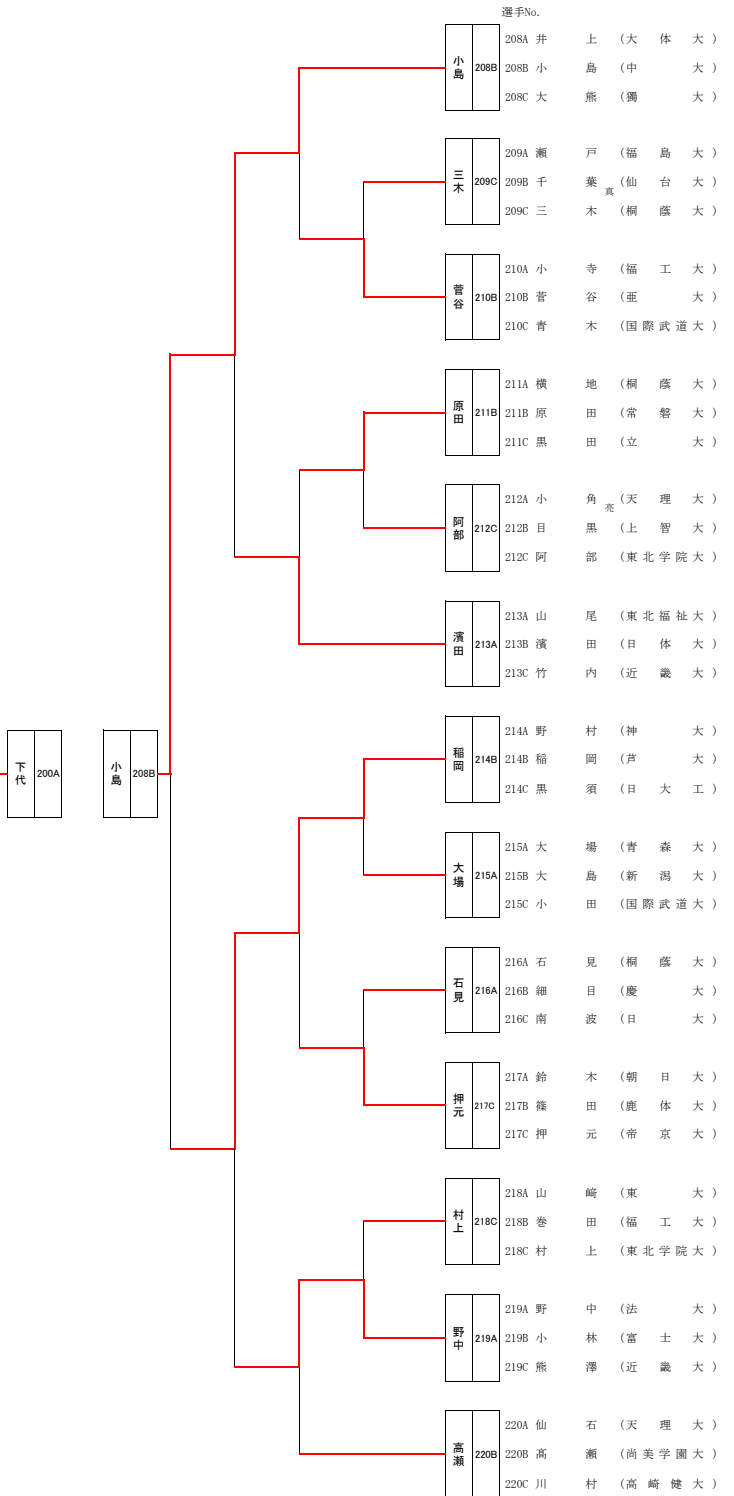 選手No.
小島 208B
208A 井上（大体大）
208B 小島（中大）
208C 大熊（獨大）
三木 209C
209A 瀬戸（福島大）
209B 千葉真（仙台大）
209C 三木（桐蔭大）
菅谷 210B
210A 小寺（福工大）
210B 菅谷（亜大）
210C 青木（国際武道大）
原田 211B
211A 横地（桐蔭大）
211B 原田（常磐大）
211C 黒田（立大）
阿部 212C
212A 小角亮（天理大）
212B 目黒（上智大）
212C 阿部（東北学院大）
濱田 213A
213A 山尾（東北福祉大）
213B 濱田（日体大）
213C 竹内（近畿大）
下代 200A
小島 208B
稲岡 214B
214A 野村（神大）
214B 稲岡（芦大）
214C 黒須（日大工）
大場 215A
215A 大場（青森大）
215B 大島（新潟大）
215C 小田（国際武道大）
石見 216A
216A 石見（桐蔭大）
216B 細目（慶大）
216C 南波（日大）
押元 217C
217A 鈴木（朝日大）
217B 篠田（鹿体大）
217C 押元（帝京大）
村上 218C
218A 山﨑（東大）
218B 巻田（福工大）
218C 村上（東北学院大）
野中 219A
219A 野中（法大）
219B 小林（富士大）
219C 熊澤（近畿大）
高瀬 220B
220A 仙石（天理大）
220B 髙瀬（尚美学園大）
220C 川村（高崎健大）